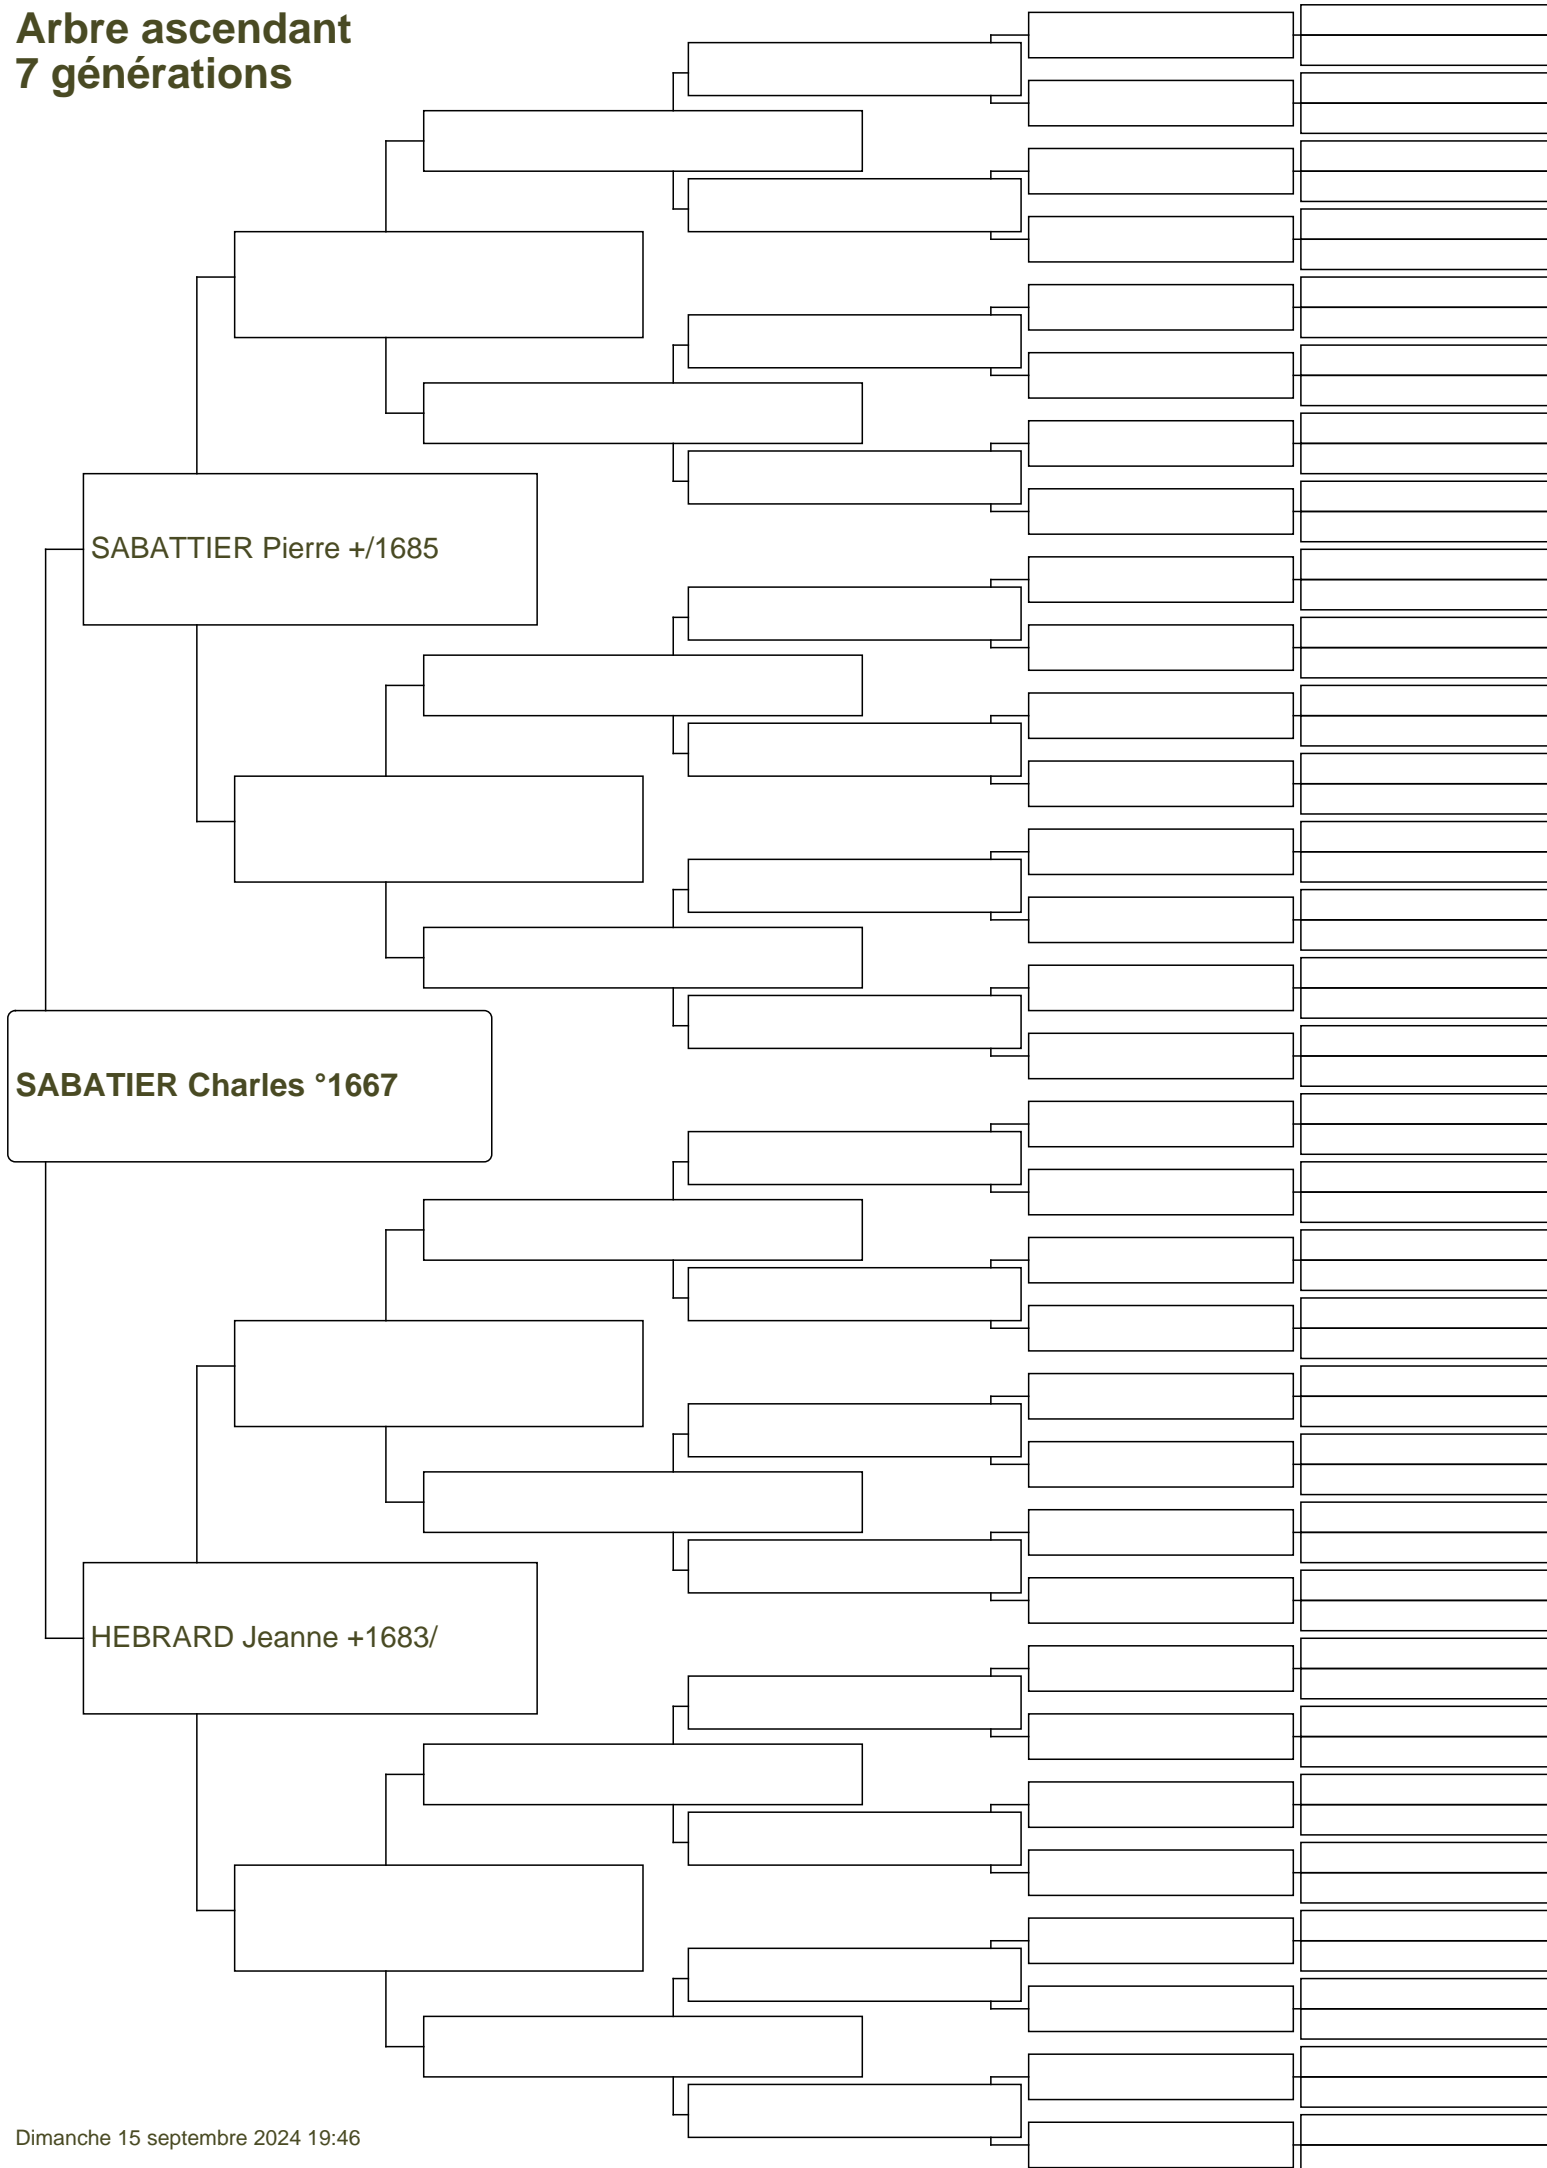 Arbre ascendant
7 générations
SABATTIER Pierre +/1685
SABATIER Charles °1667
HEBRARD Jeanne +1683/
Dimanche 15 septembre 2024 19:46